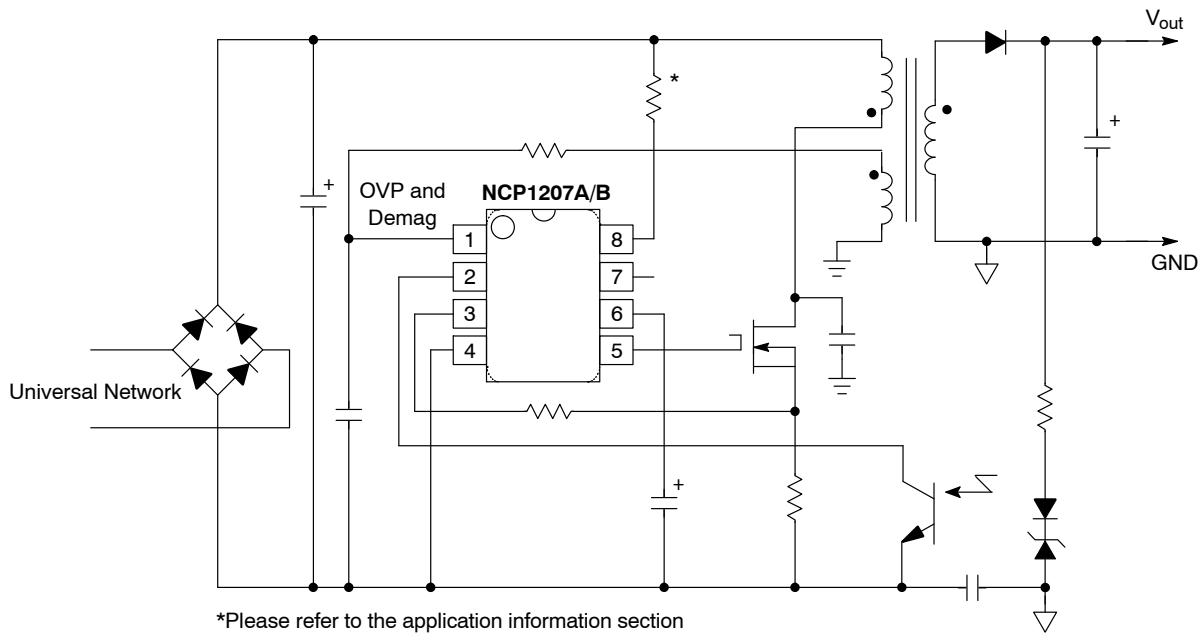 Vout
+
*
+
OVP and
Demag
NCP1207A/B
1
8
2
7
3
6
4
5
GND
Universal Network
+
*Please refer to the application information section